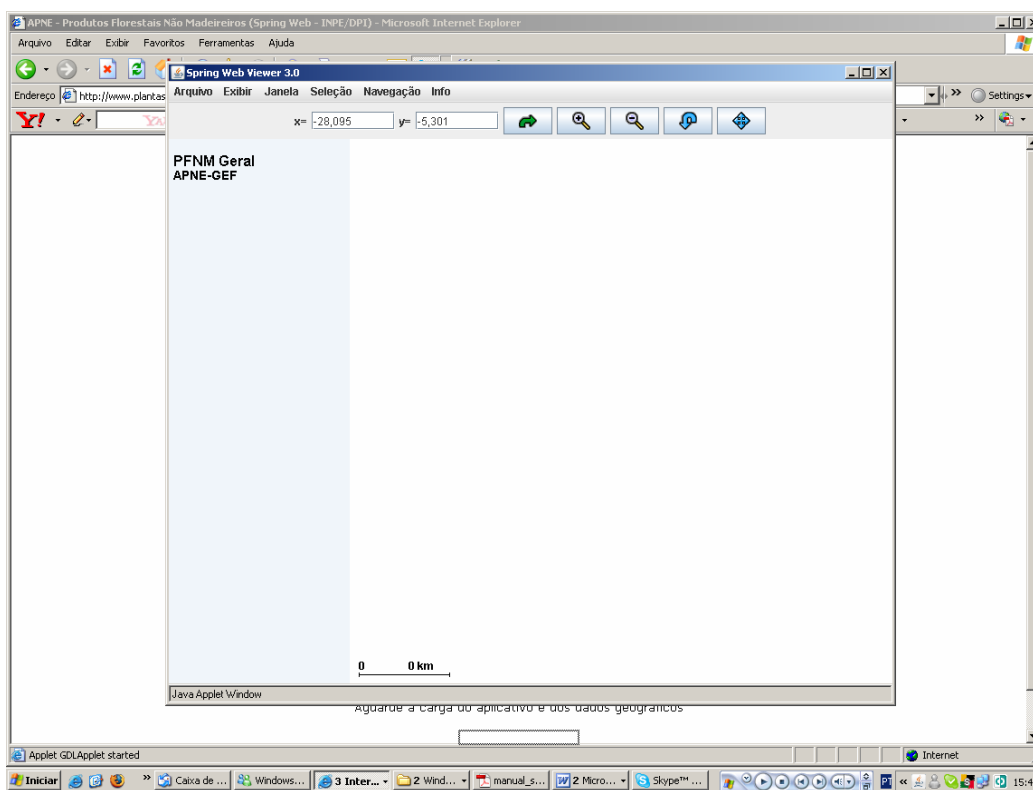 APNE - Produtos Florestais Não Madeireiros (Spring Web - INPE/DPI) - Microsoft Internet Explorer
Arquivo Editar Exibir Favoritos Ferramentas Ajuda
Spring Web Viewer 3.0
Endereço http://www.plantas
Settings
Arquivo Exibir Janela Seleção Navegação Info
Y!
x= -28,095 y= -5,301
PFNM Geral
APNE-GEF
0 0 km
Java Applet Window
Aguarde a carga do aplicativo e dos dados geográficos
Applet GDLApplet started
Internet
Iniciar » Caixa de ... Windows... 3 Inter... 2 Wind... manual_s... 2 Micro... Skype™ ... PT « 15:4